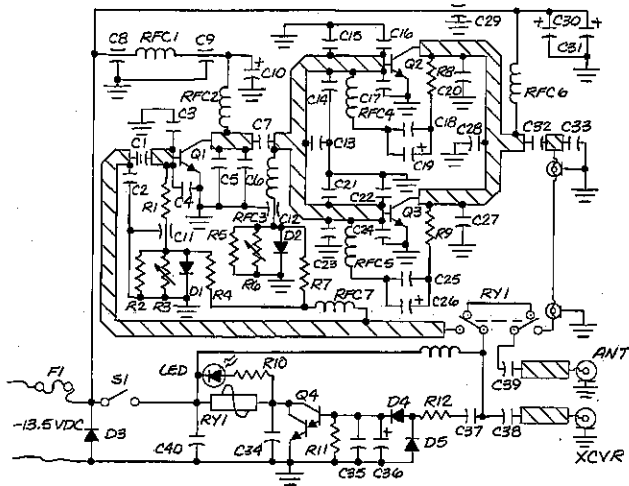 C15 C16 C29 C30
C8 RFC1 C9 C31
C10 Q2
R8
RFC2 C14 C17 C20 RFC6
C3 RFC4 C18
C1 C7 C13 C28 C32 C33
Q1 C19
C2 C5 C6 C21 C22
R1 C4
RFC3 C12 Q3
C11 R5 D2 C24 R9 C27
C23
R6 R7 RFC5 C25
R2 R3 D1 R4 RFC7 C26 RY1
ANT
C39
F1 S1 LED R10
-13.5VDC RY1 Q4 D4 R12
D3 C37 C38
C40 C34 R11 C35 C36 D5 XCVR